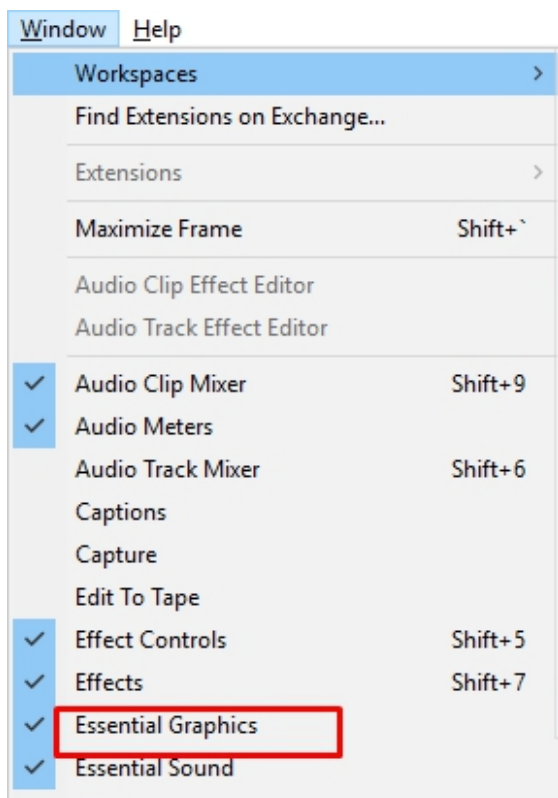 Window Help
Workspaces
Find Extensions on Exchange...
Extensions
Maximize Frame Shift+`
Audio Clip Effect Editor
Audio Track Effect Editor
Audio Clip Mixer Shift+9
Audio Meters
Audio Track Mixer Shift+6
Captions
Capture
Edit To Tape
Effect Controls Shift+5
Effects Shift+7
Essential Graphics
Essential Sound